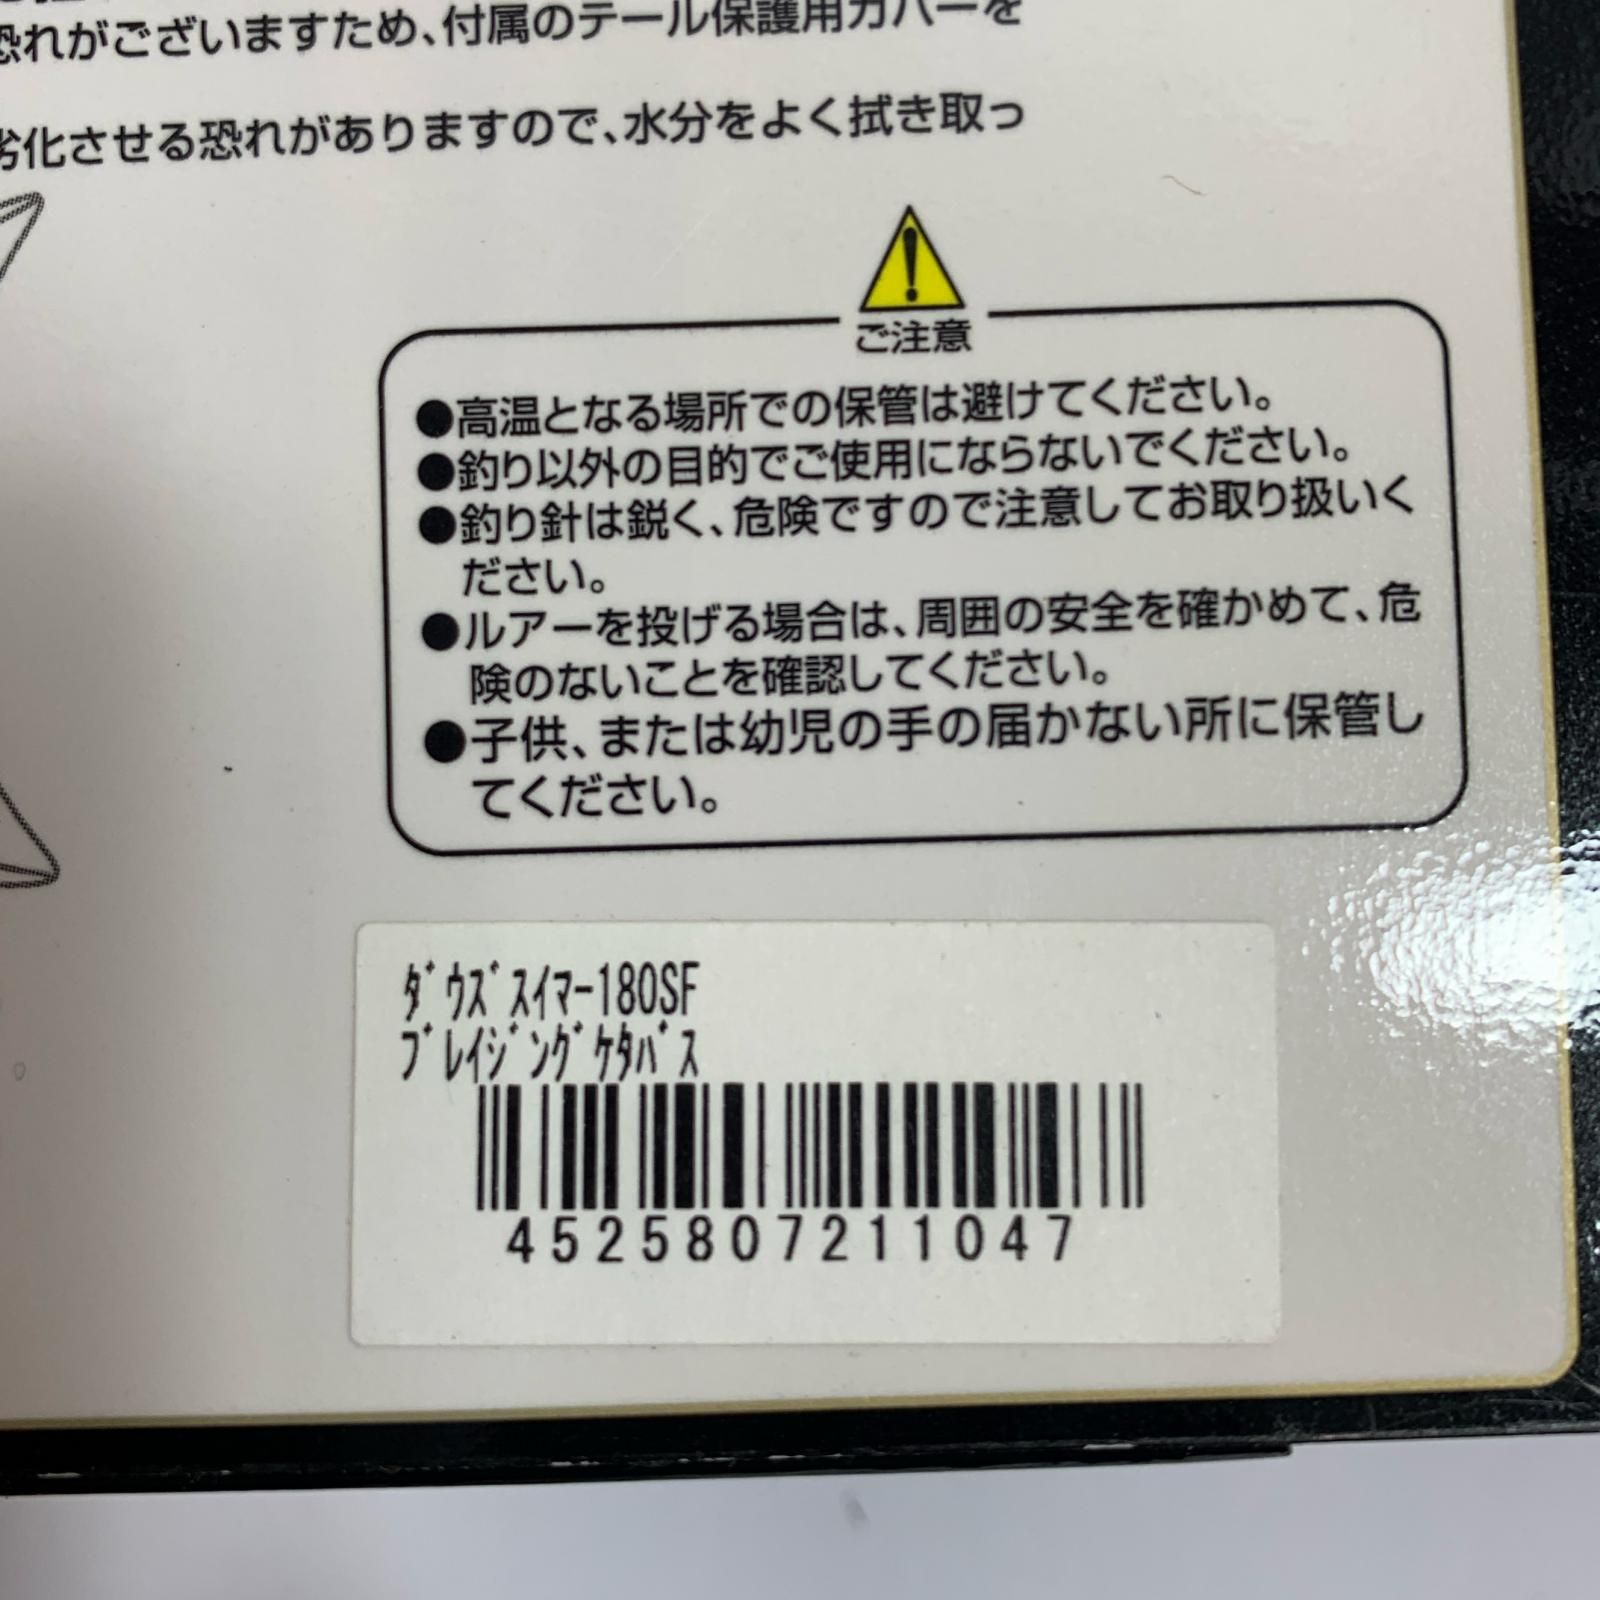 恐れがございますため、付属のテール保護用カバーを
劣化させる恐れがありますので、水分をよく拭き取っ
ご注意
●高温となる場所での保管は避けてください。
●釣り以外の目的でご使用にならないでください。
●釣り針は鋭く、危険ですので注意してお取り扱いく
ださい。
●ルアーを投げる場合は、周囲の安全を確かめて、危
険のないことを確認してください。
●子供、または幼児の手の届かない所に保管し
てください。
ﾀﾞｳｽﾞｽｲﾏｰ180SF
ﾌﾞﾚｲｼﾞﾝｸﾞｹﾀﾊﾞｽ
4525807211047